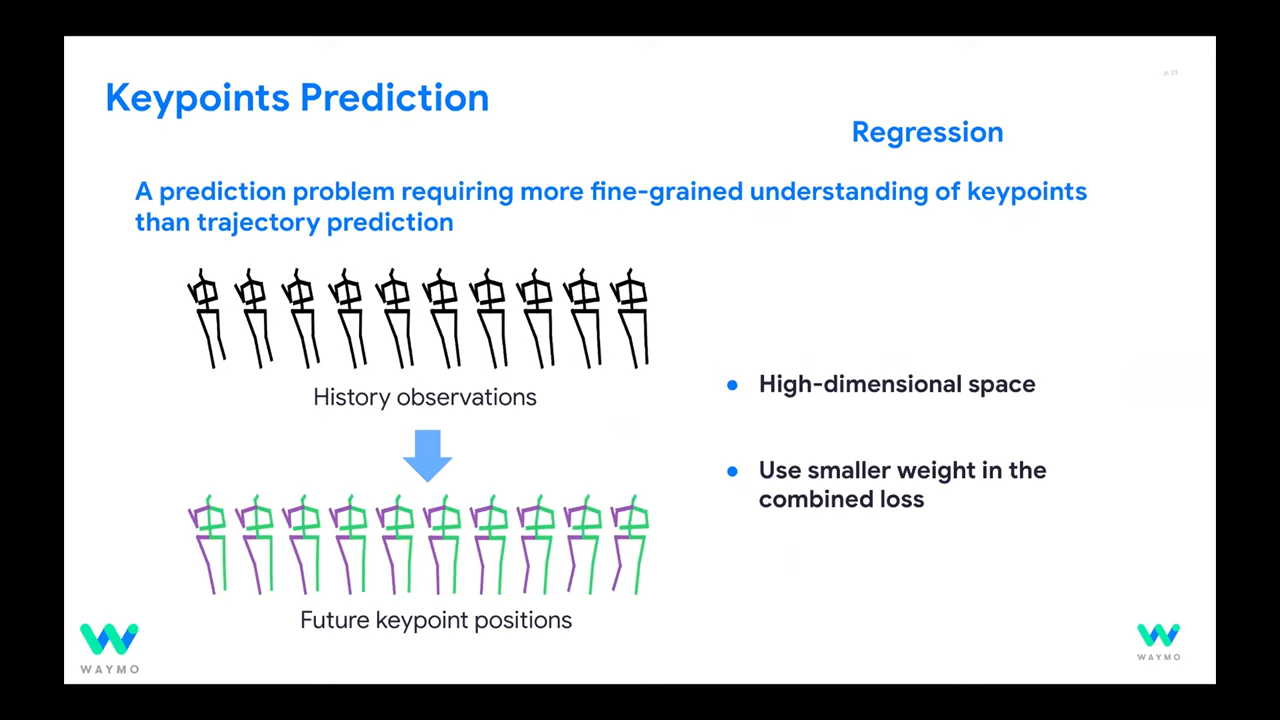 p. 23
Keypoints Prediction
Regression
A prediction problem requiring more fine-grained understanding of keypoints
than trajectory prediction
History observations
● High-dimensional space
● Use smaller weight in the
combined loss
Future keypoint positions
WAYMO
WAYMO